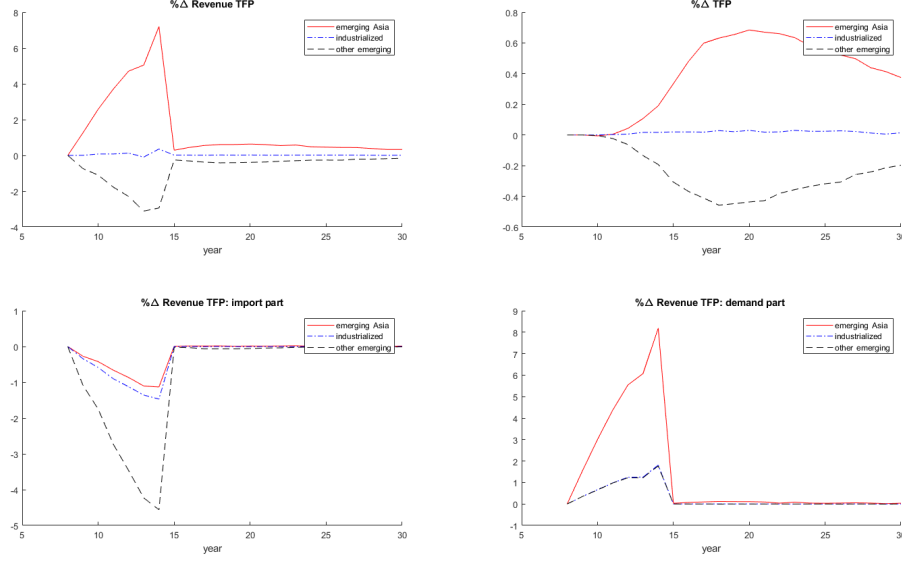 %Δ Revenue TFP
8
6
4
2
0
-2
-4
5
10
15
20
25
30
year
emerging Asia
industrialized
other emerging
%Δ TFP
0.8
0.6
0.4
0.2
0
-0.2
-0.4
-0.6
5
10
15
20
25
30
year
emerging Asia
industrialized
other emerging
%Δ Revenue TFP: import part
1
0
-1
-2
-3
-4
-5
5
10
15
20
25
30
year
emerging Asia
industrialized
other emerging
%Δ Revenue TFP: demand part
9
8
7
6
5
4
3
2
1
0
-1
5
10
15
20
25
30
year
emerging Asia
industrialized
other emerging